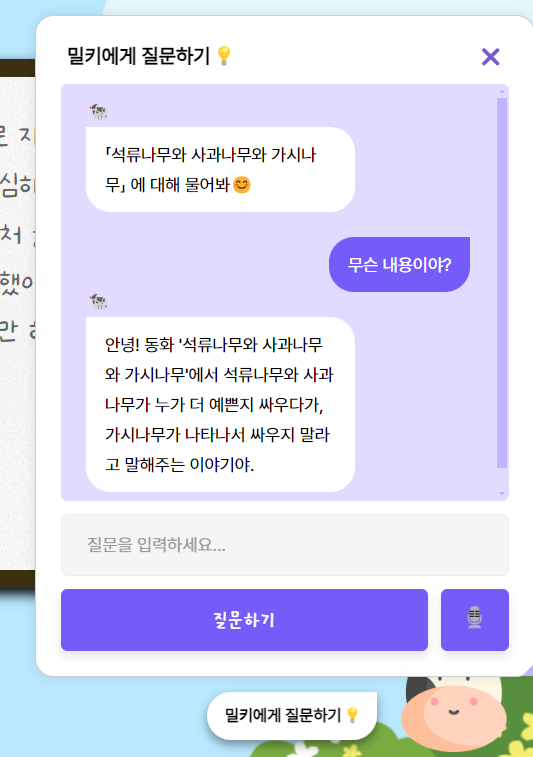 밀키에게 질문하기 💡
「석류나무와 사과나무와 가시나
무」 에 대해 물어봐😊
무슨 내용이야?
안녕! 동화 '석류나무와 사과나무
와 가시나무'에서 석류나무와 사과
나무가 누가 더 예쁜지 싸우다가,
가시나무가 나타나서 싸우지 말라
고 말해주는 이야기야.
질문을 입력하세요...
질문하기
밀키에게 질문하기 💡